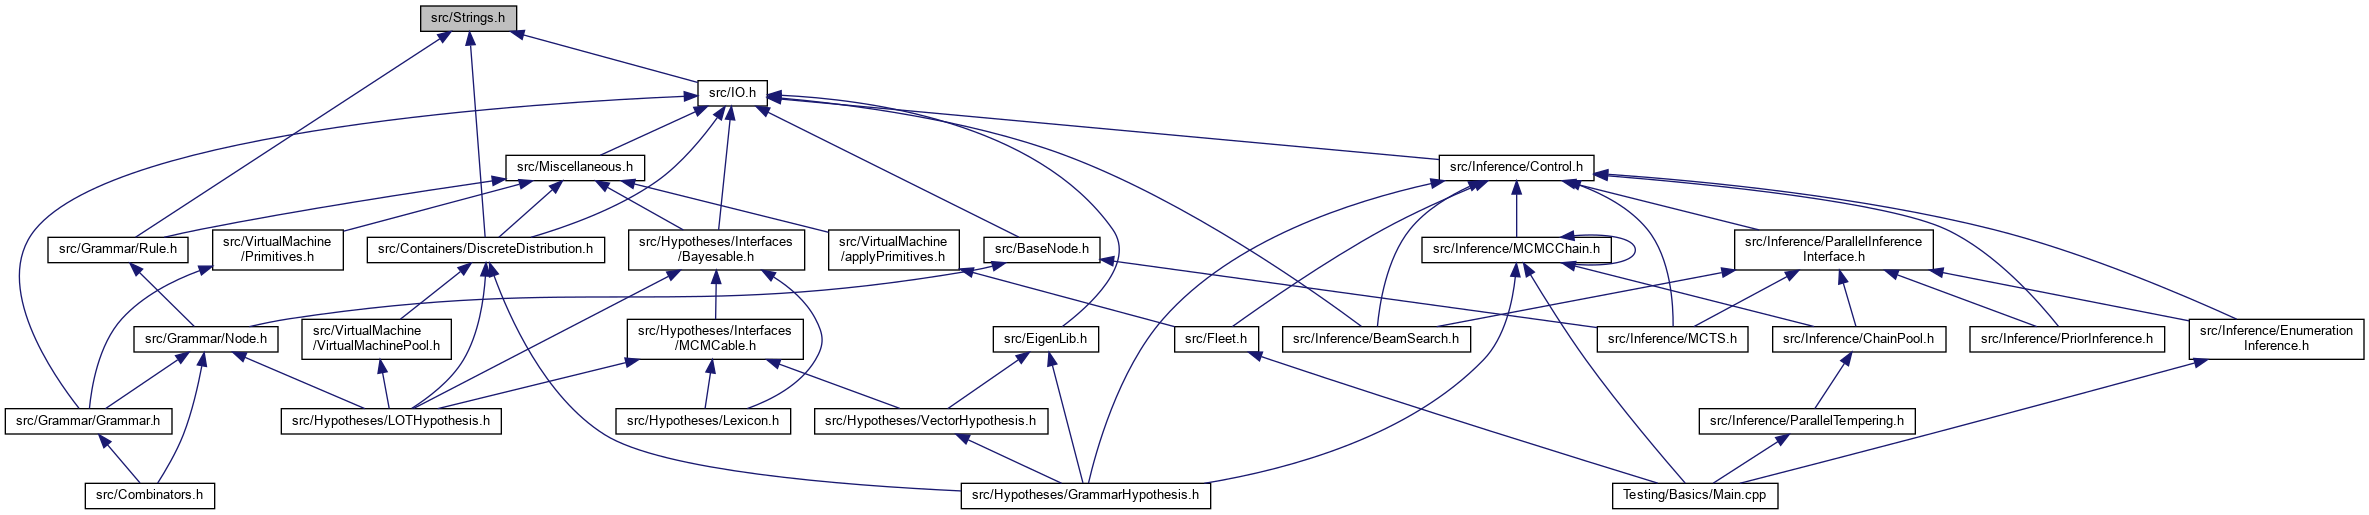 src/Strings.h
src/IO.h
src/Miscellaneous.h
src/Inference/Control.h
src/Grammar/Rule.h
src/VirtualMachine
/Primitives.h
src/Containers/DiscreteDistribution.h
src/Hypotheses/Interfaces
/Bayesable.h
src/VirtualMachine
/applyPrimitives.h
src/BaseNode.h
src/Inference/MCMCChain.h
src/Inference/ParallelInference
Interface.h
src/Grammar/Node.h
src/VirtualMachine
/VirtualMachinePool.h
src/Hypotheses/Interfaces
/MCMCable.h
src/EigenLib.h
src/Fleet.h
src/Inference/BeamSearch.h
src/Inference/MCTS.h
src/Inference/ChainPool.h
src/Inference/PriorInference.h
src/Inference/Enumeration
Inference.h
src/Grammar/Grammar.h
src/Hypotheses/LOTHypothesis.h
src/Hypotheses/Lexicon.h
src/Hypotheses/VectorHypothesis.h
src/Inference/ParallelTempering.h
src/Combinators.h
src/Hypotheses/GrammarHypothesis.h
Testing/Basics/Main.cpp